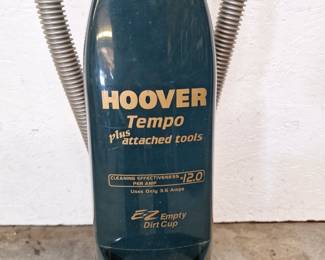 HOOVER
Tempo
plus
attached tools
CLEANING EFFECTIVENESS
PER AMP -12.0
Uses Only 3.5 Amps
EZ Empty
Dirt Cup